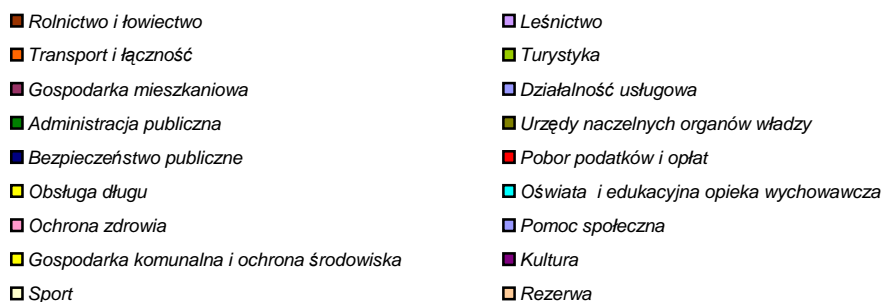 Rolnictwo i łowiectwo
Leśnictwo
Transport i łączność
Turystyka
Gospodarka mieszkaniowa
Działalność usługowa
Administracja publiczna
Urzędy naczelnych organów władzy
Bezpieczeństwo publiczne
Pobor podatków i opłat
Obsługa długu
Oświata i edukacyjna opieka wychowawcza
Ochrona zdrowia
Pomoc społeczna
Gospodarka komunalna i ochrona środowiska
Kultura
Sport
Rezerwa